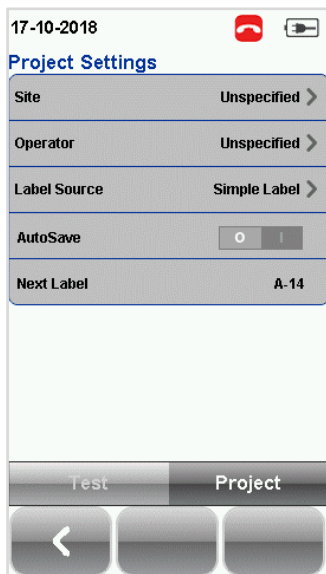 17-10-2018
Project Settings
Site Unspecified
Operator Unspecified
Label Source Simple Label
AutoSave O I
Next Label A-14
Test Project